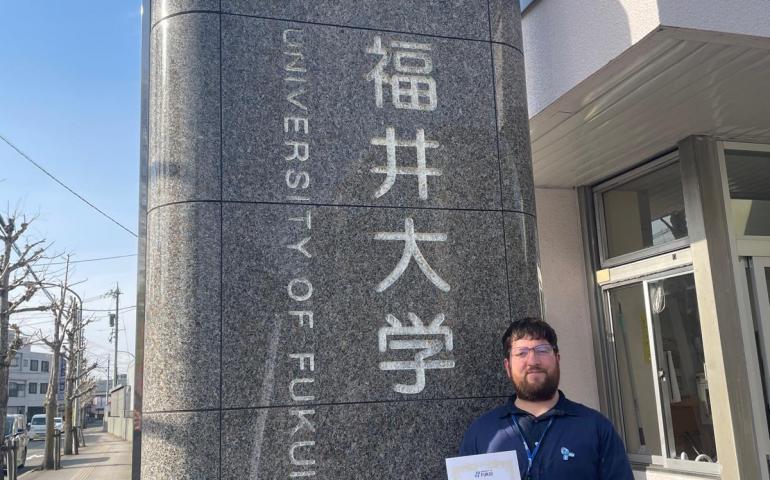 福井大学
UNIVERSITY OF FUKUI